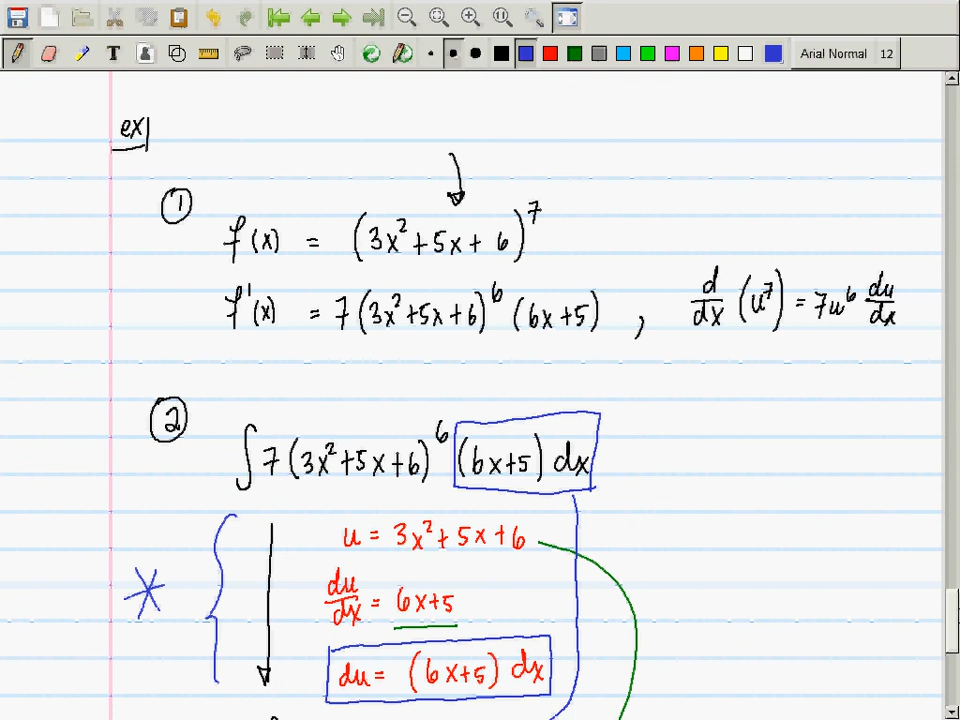 T Arial Normal 12
ex
① f(x) = (3x² + 5x + 6)⁷
f'(x) = 7(3x² + 5x + 6)⁶ (6x + 5) , d/dx (u⁷) = 7u⁶ du/dx
② ∫ 7(3x² + 5x + 6)⁶ (6x + 5) dx
u = 3x² + 5x + 6
* du/dx = 6x + 5
du = (6x + 5) dx